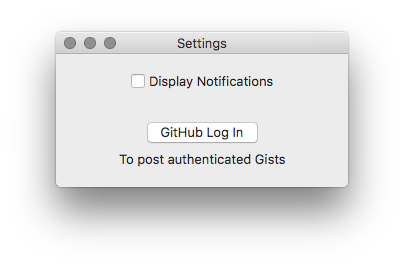 Settings
Display Notifications
GitHub Log In
To post authenticated Gists